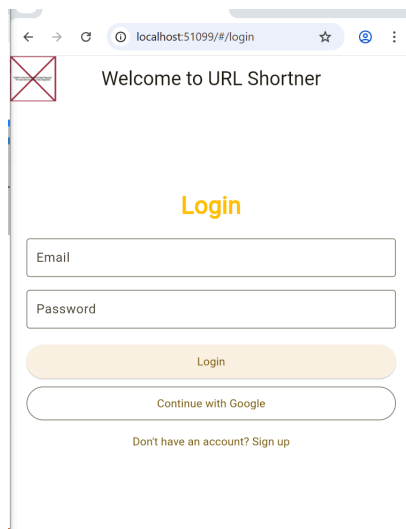 localhost:51099/#/login
Welcome to URL Shortner
Login
Email
Password
Login
Continue with Google
Don't have an account? Sign up